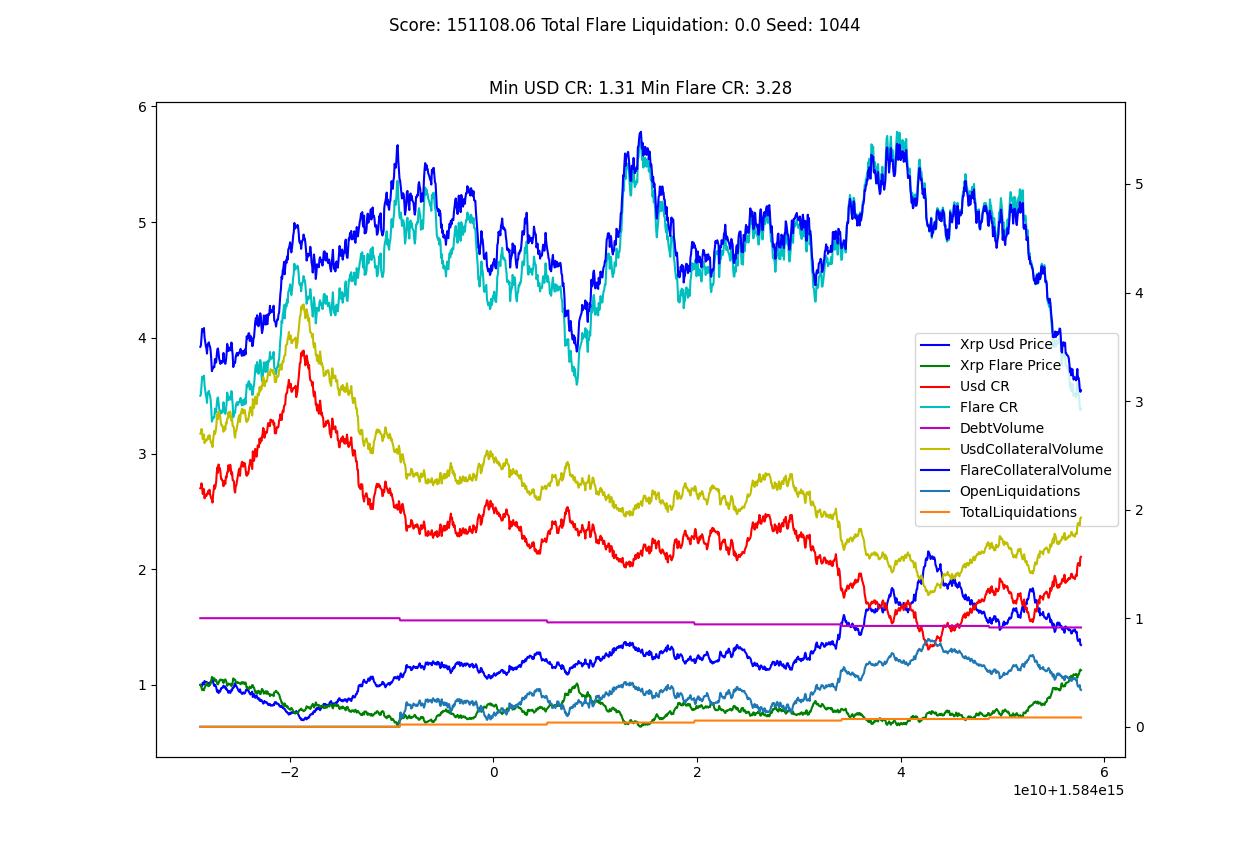 Score: 151108.06 Total Flare Liquidation: 0.0 Seed: 1044
Min USD CR: 1.31 Min Flare CR: 3.28
6
5
4
3
2
1
5
4
3
2
1
0
Xrp Usd Price
Xrp Flare Price
Usd CR
Flare CR
DebtVolume
UsdCollateralVolume
FlareCollateralVolume
OpenLiquidations
TotalLiquidations
−2 0 2 4 6
1e10+1.584e15